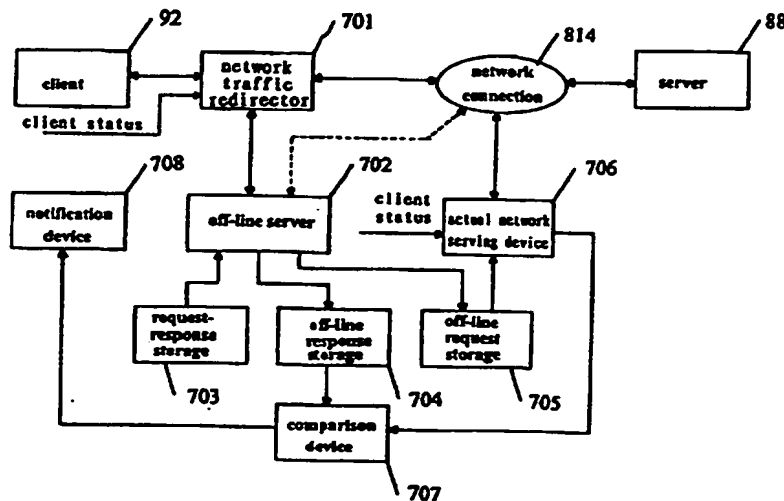 92
701
814
88
client
network
traffic
redirector
network
connection
server
client status
708
702
706
notification
device
off-line server
client
status
actual network
serving device
request-
response
storage
off-line
response
storage
off-line
request
storage
703
704
705
comparison
device
707